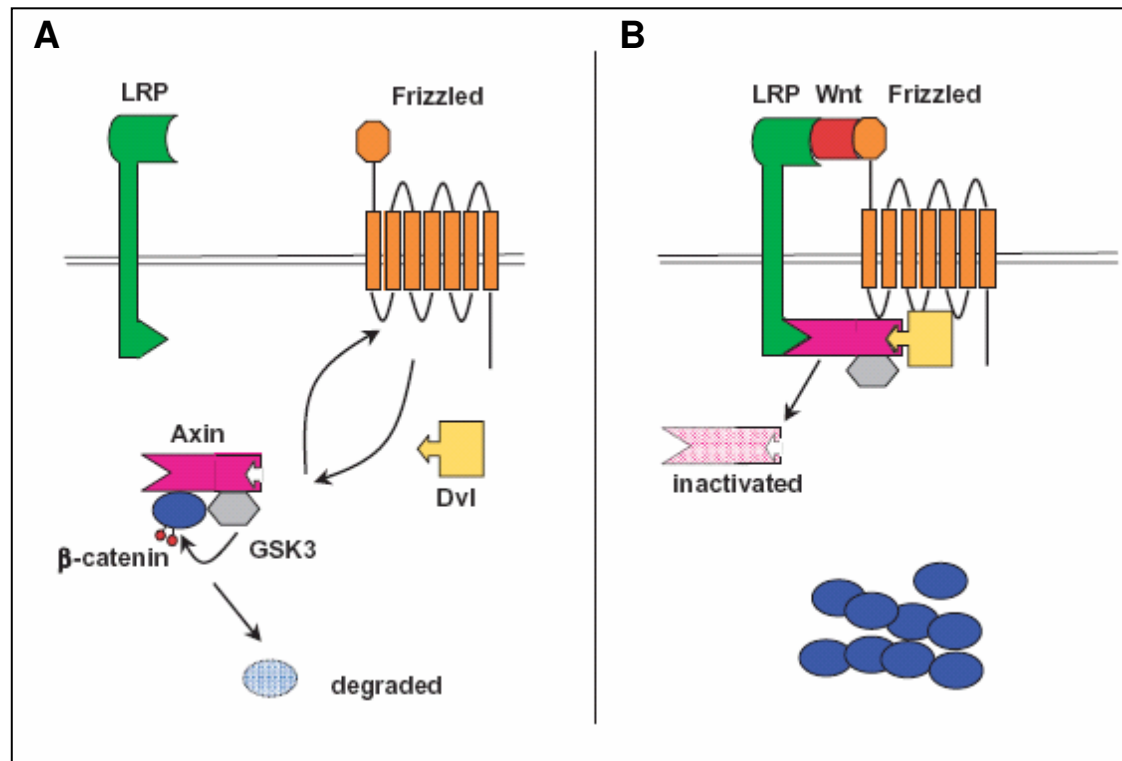 A
LRP
Frizzled
Axin
Dvl
β-catenin
GSK3
degraded
B
LRP Wnt Frizzled
inactivated